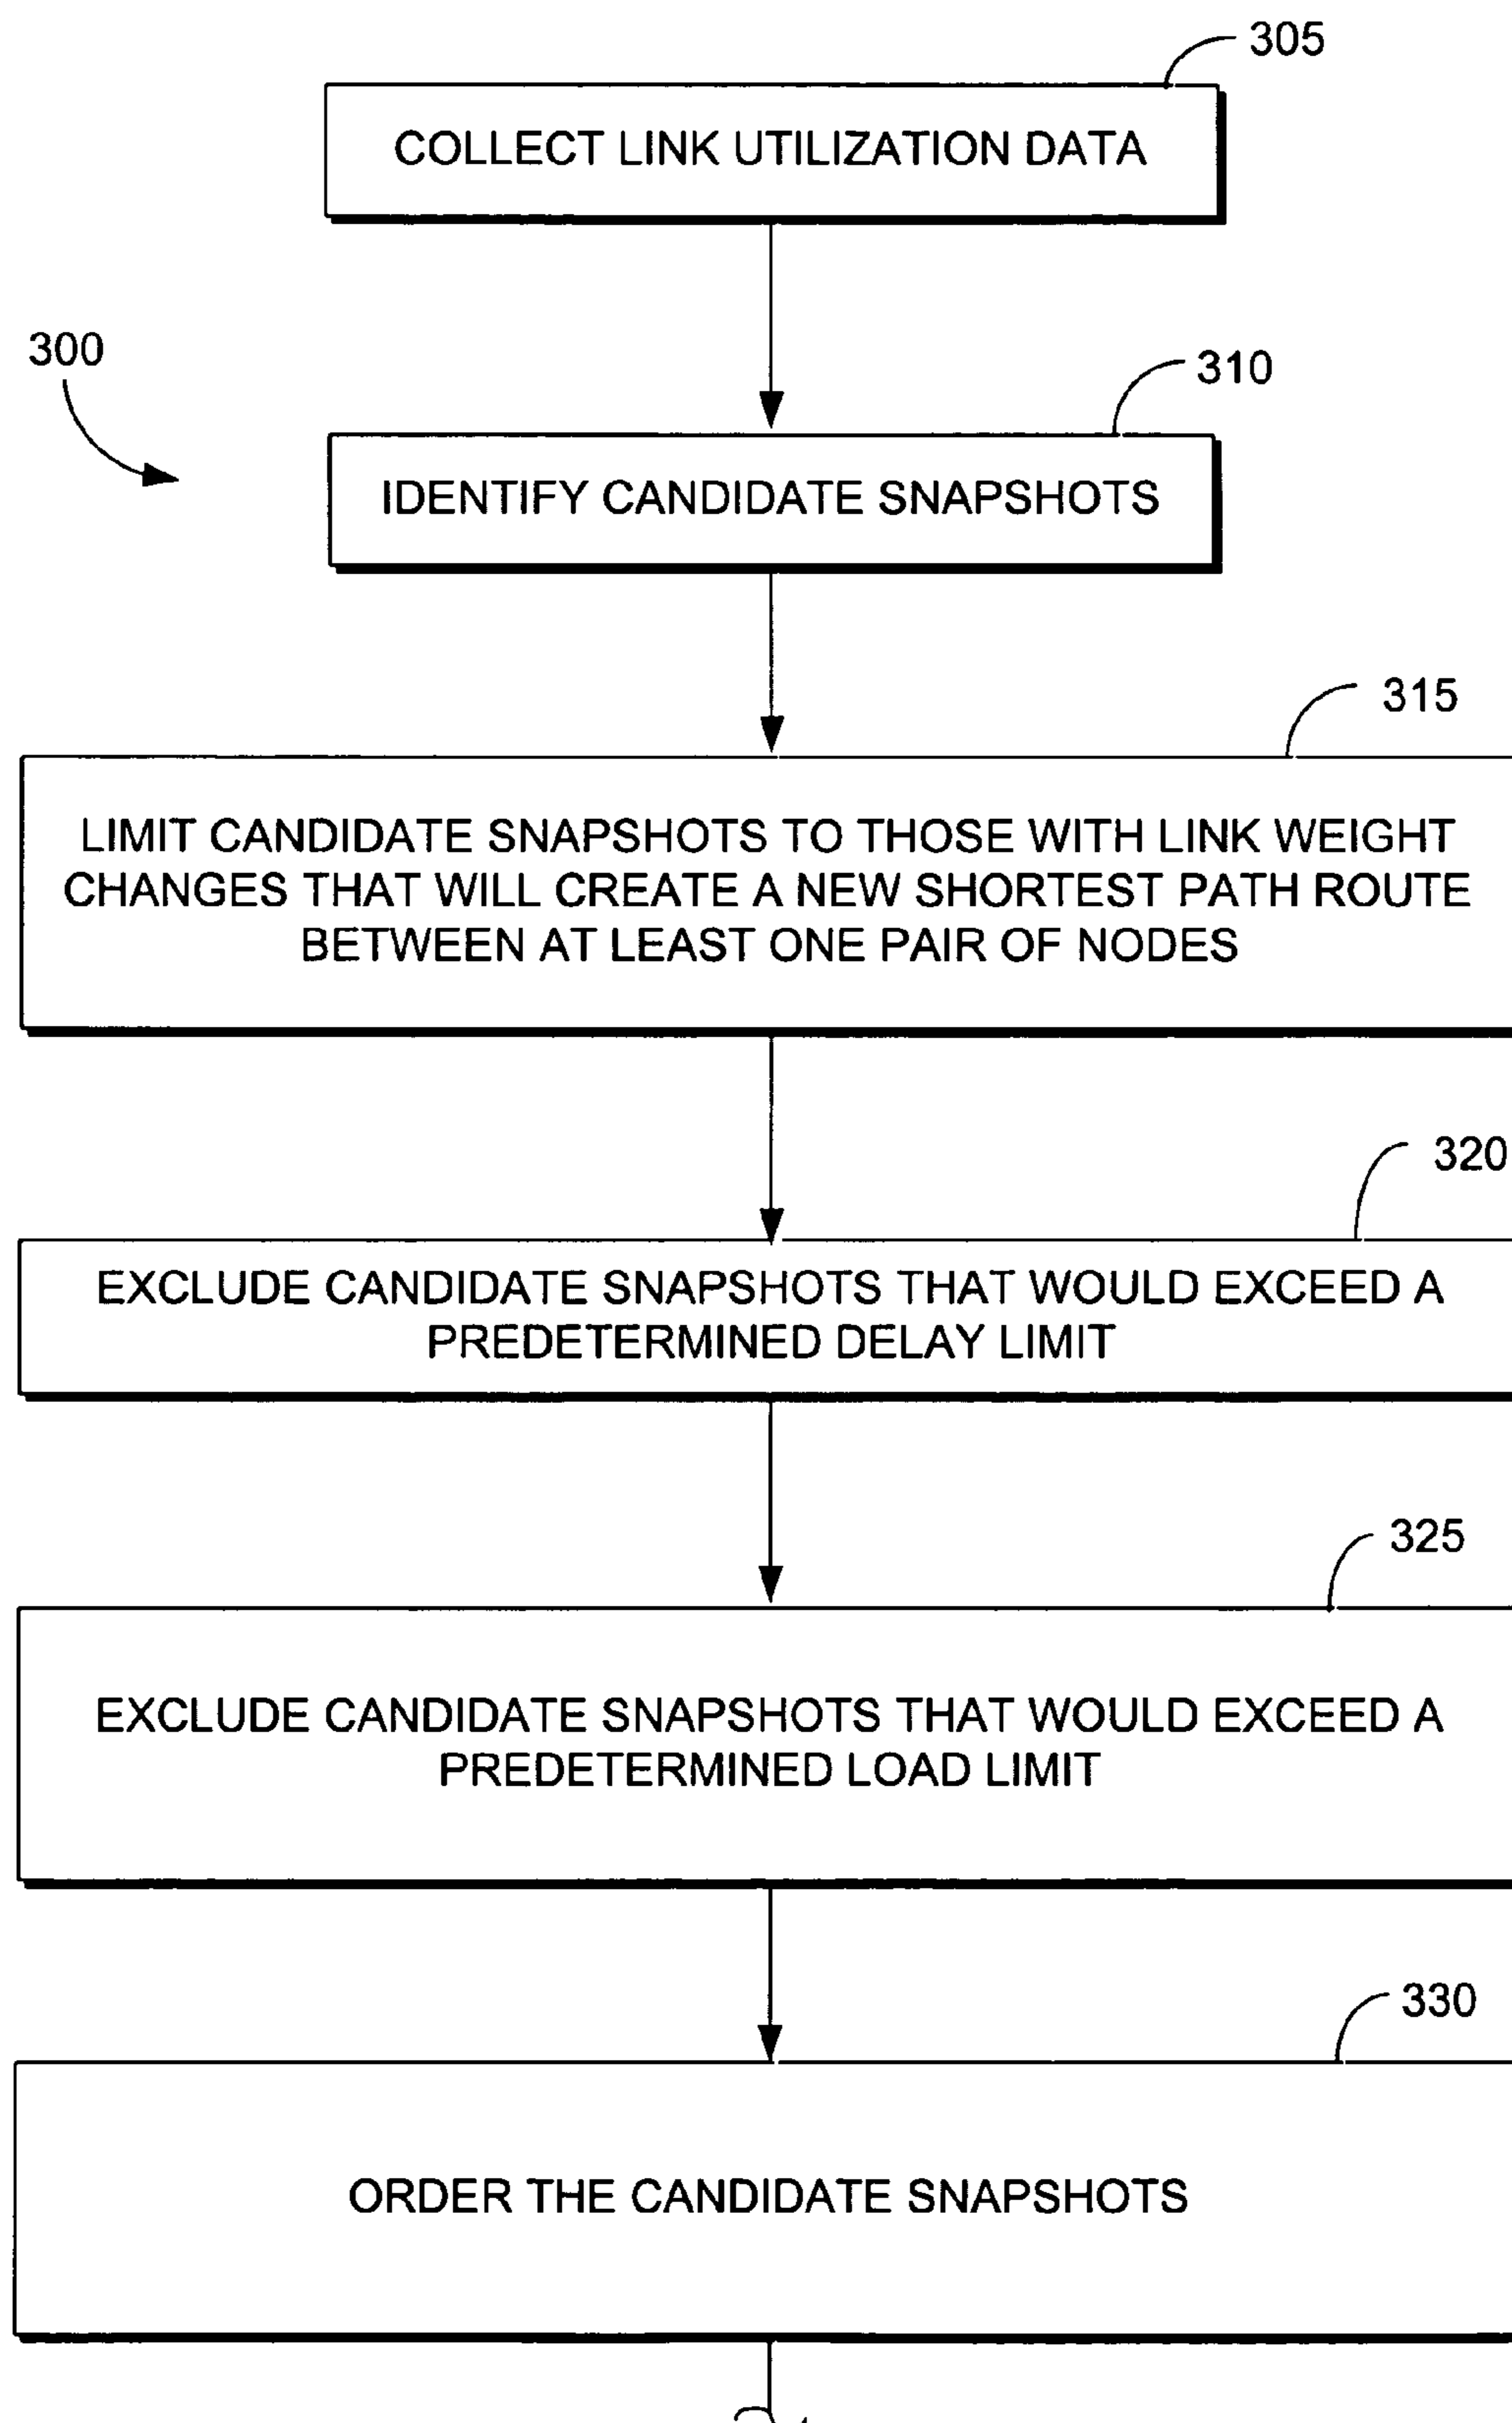 305
COLLECT LINK UTILIZATION DATA
300
310
IDENTIFY CANDIDATE SNAPSHOTS
315
LIMIT CANDIDATE SNAPSHOTS TO THOSE WITH LINK WEIGHT
CHANGES THAT WILL CREATE A NEW SHORTEST PATH ROUTE
BETWEEN AT LEAST ONE PAIR OF NODES
320
EXCLUDE CANDIDATE SNAPSHOTS THAT WOULD EXCEED A
PREDETERMINED DELAY LIMIT
325
EXCLUDE CANDIDATE SNAPSHOTS THAT WOULD EXCEED A
PREDETERMINED LOAD LIMIT
330
ORDER THE CANDIDATE SNAPSHOTS